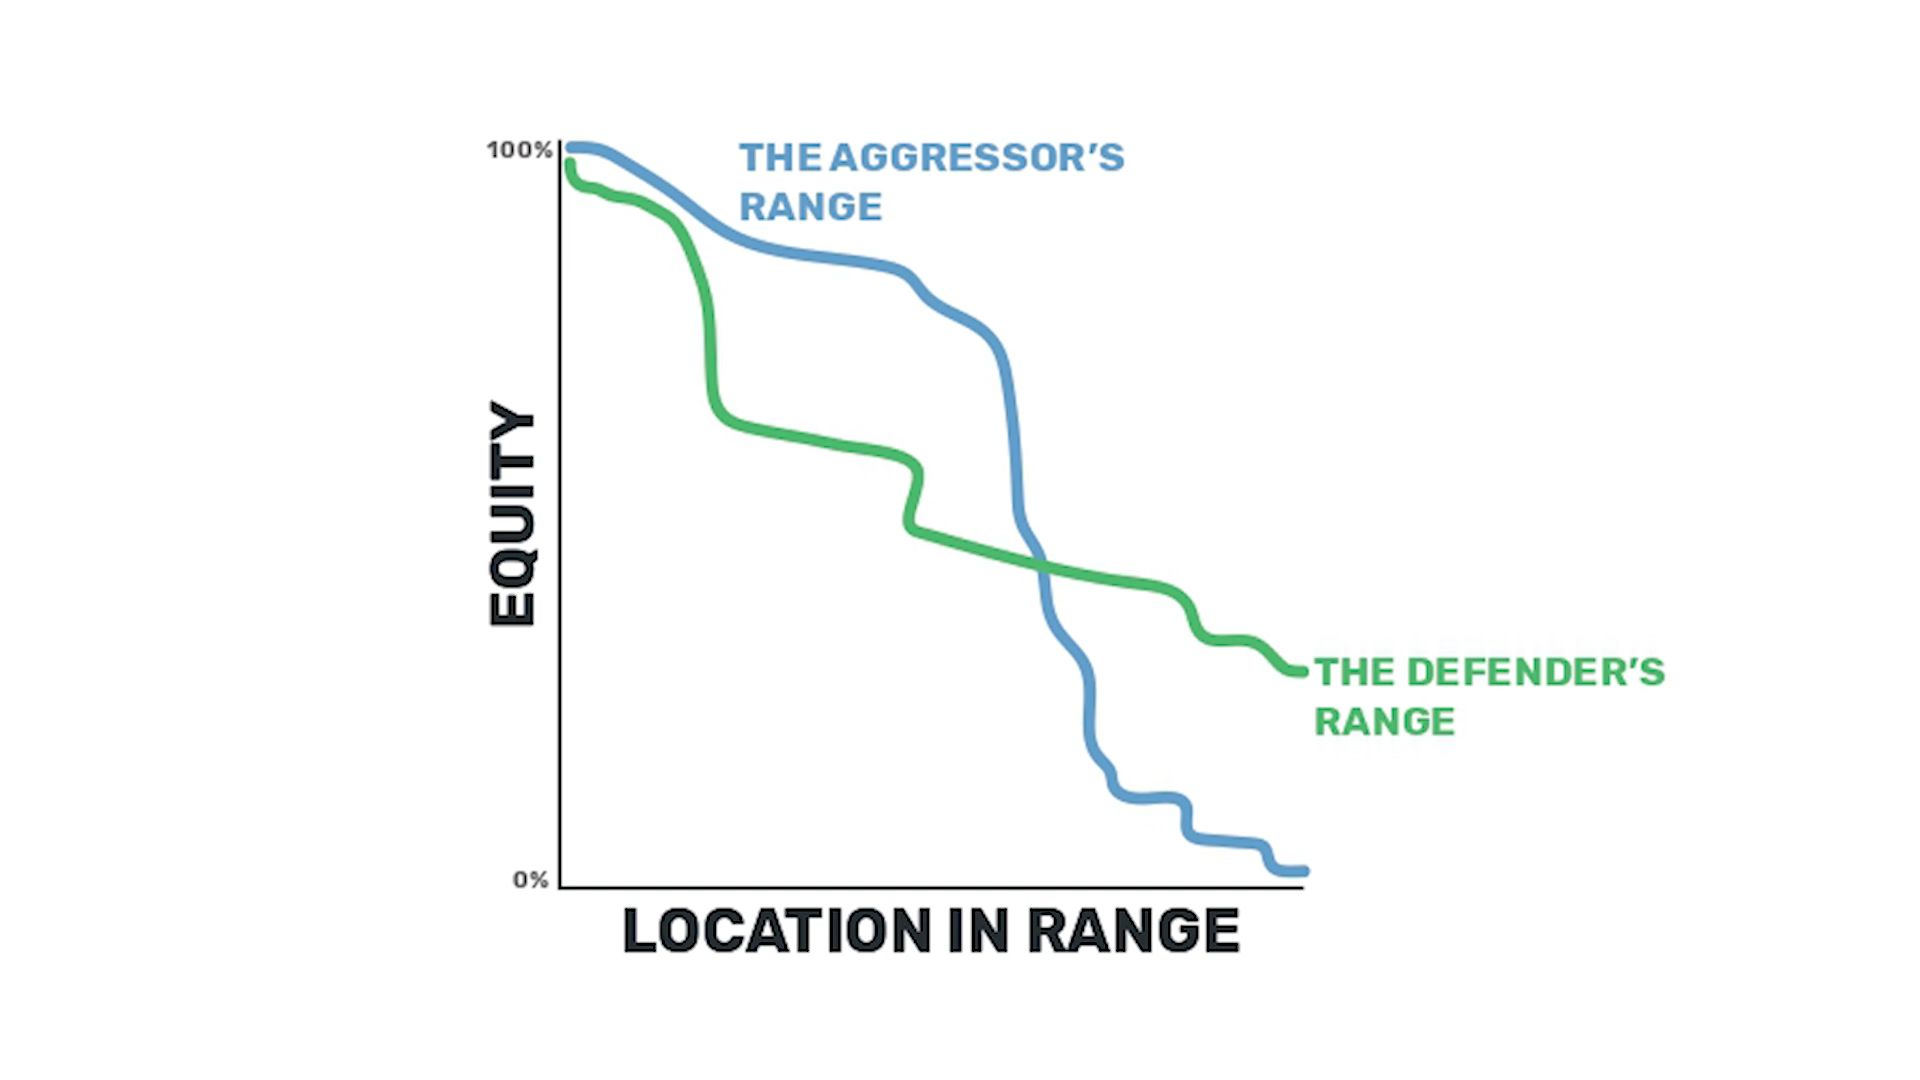 100%
THE AGGRESSOR’S
RANGE
EQUITY
THE DEFENDER’S
RANGE
0%
LOCATION IN RANGE